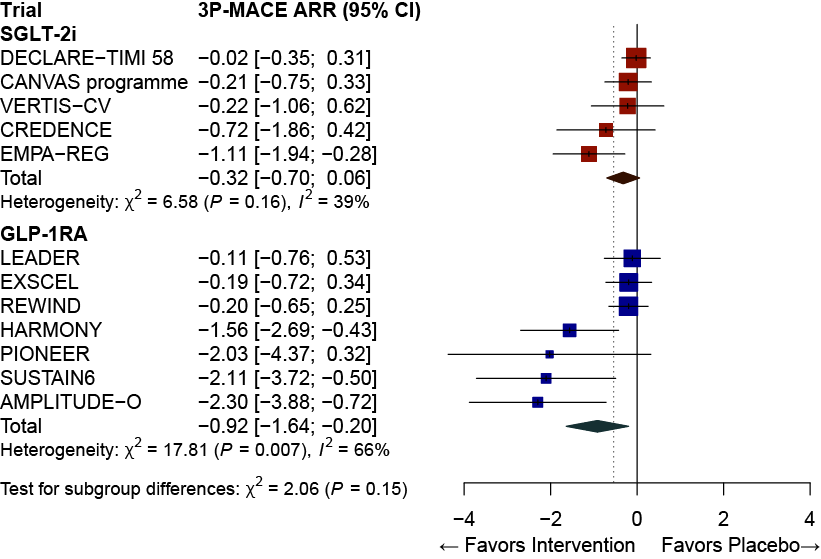 Trial 3P-MACE ARR (95% CI)
SGLT-2i
DECLARE−TIMI 58 −0.02 [−0.35; 0.31]
CANVAS programme −0.21 [−0.75; 0.33]
VERTIS−CV −0.22 [−1.06; 0.62]
CREDENCE −0.72 [−1.86; 0.42]
EMPA−REG −1.11 [−1.94; −0.28]
Total −0.32 [−0.70; 0.06]
Heterogeneity: χ² = 6.58 (P = 0.16), I² = 39%
GLP-1RA
LEADER −0.11 [−0.76; 0.53]
EXSCEL −0.19 [−0.72; 0.34]
REWIND −0.20 [−0.65; 0.25]
HARMONY −1.56 [−2.69; −0.43]
PIONEER −2.03 [−4.37; 0.32]
SUSTAIN6 −2.11 [−3.72; −0.50]
AMPLITUDE−O −2.30 [−3.88; −0.72]
Total −0.92 [−1.64; −0.20]
Heterogeneity: χ² = 17.81 (P = 0.007), I² = 66%
Test for subgroup differences: χ² = 2.06 (P = 0.15)
−4 −2 0 2 4
← Favors Intervention Favors Placebo→